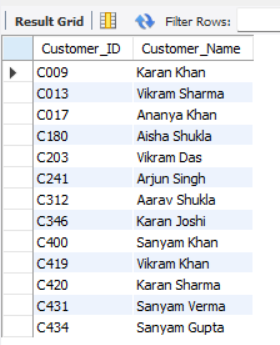 Result Grid Filter Rows:
Customer_ID Customer_Name
C009 Karan Khan
C013 Vikram Sharma
C017 Ananya Khan
C180 Aisha Shukla
C203 Vikram Das
C241 Arjun Singh
C312 Aarav Shukla
C346 Karan Joshi
C400 Sanyam Khan
C419 Vikram Khan
C420 Karan Sharma
C431 Sanyam Verma
C434 Sanyam Gupta